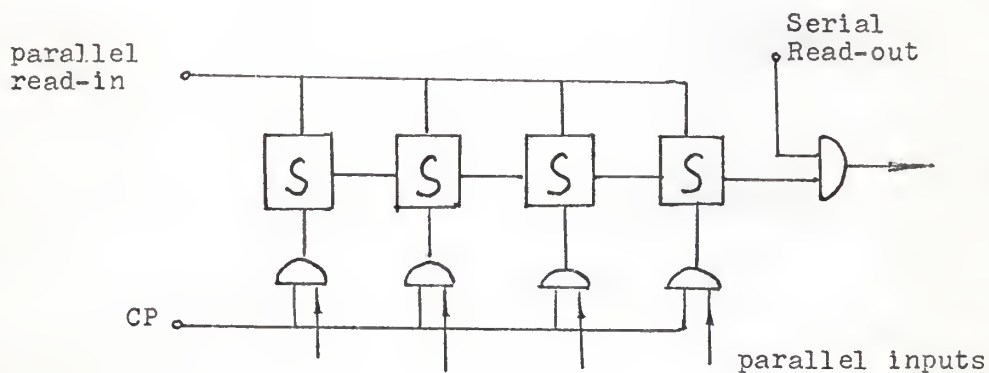 Serial
Read-out
parallel
read-in
S S S S
CP
parallel inputs